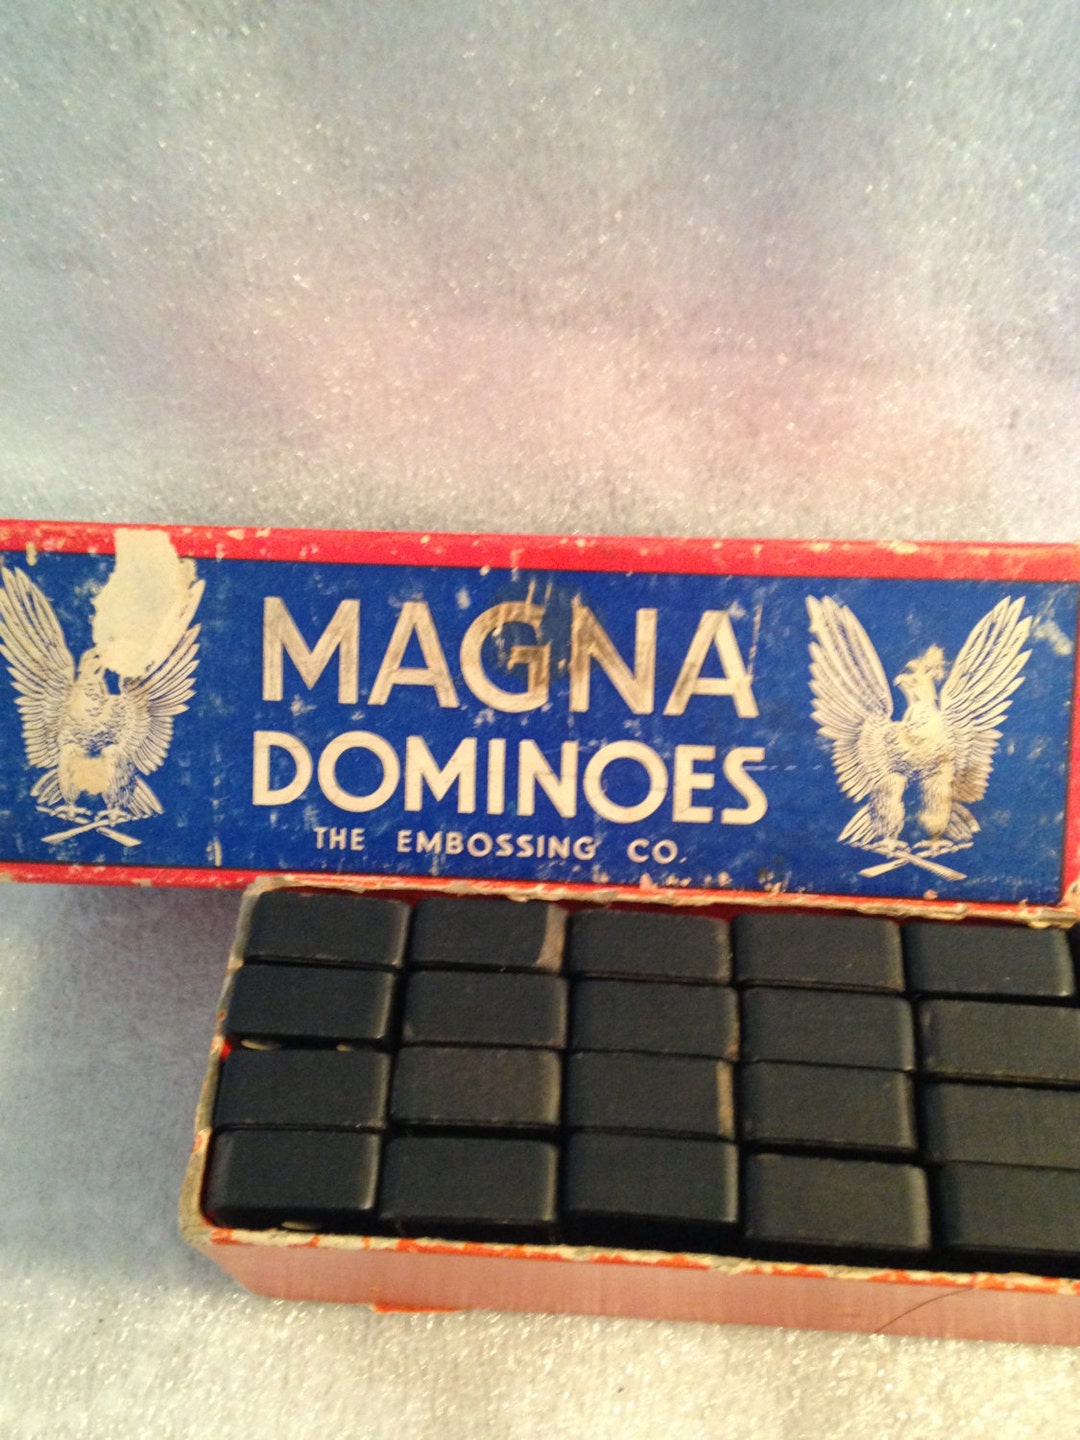 MAGNA
DOMINOES
THE EMBOSSING CO.